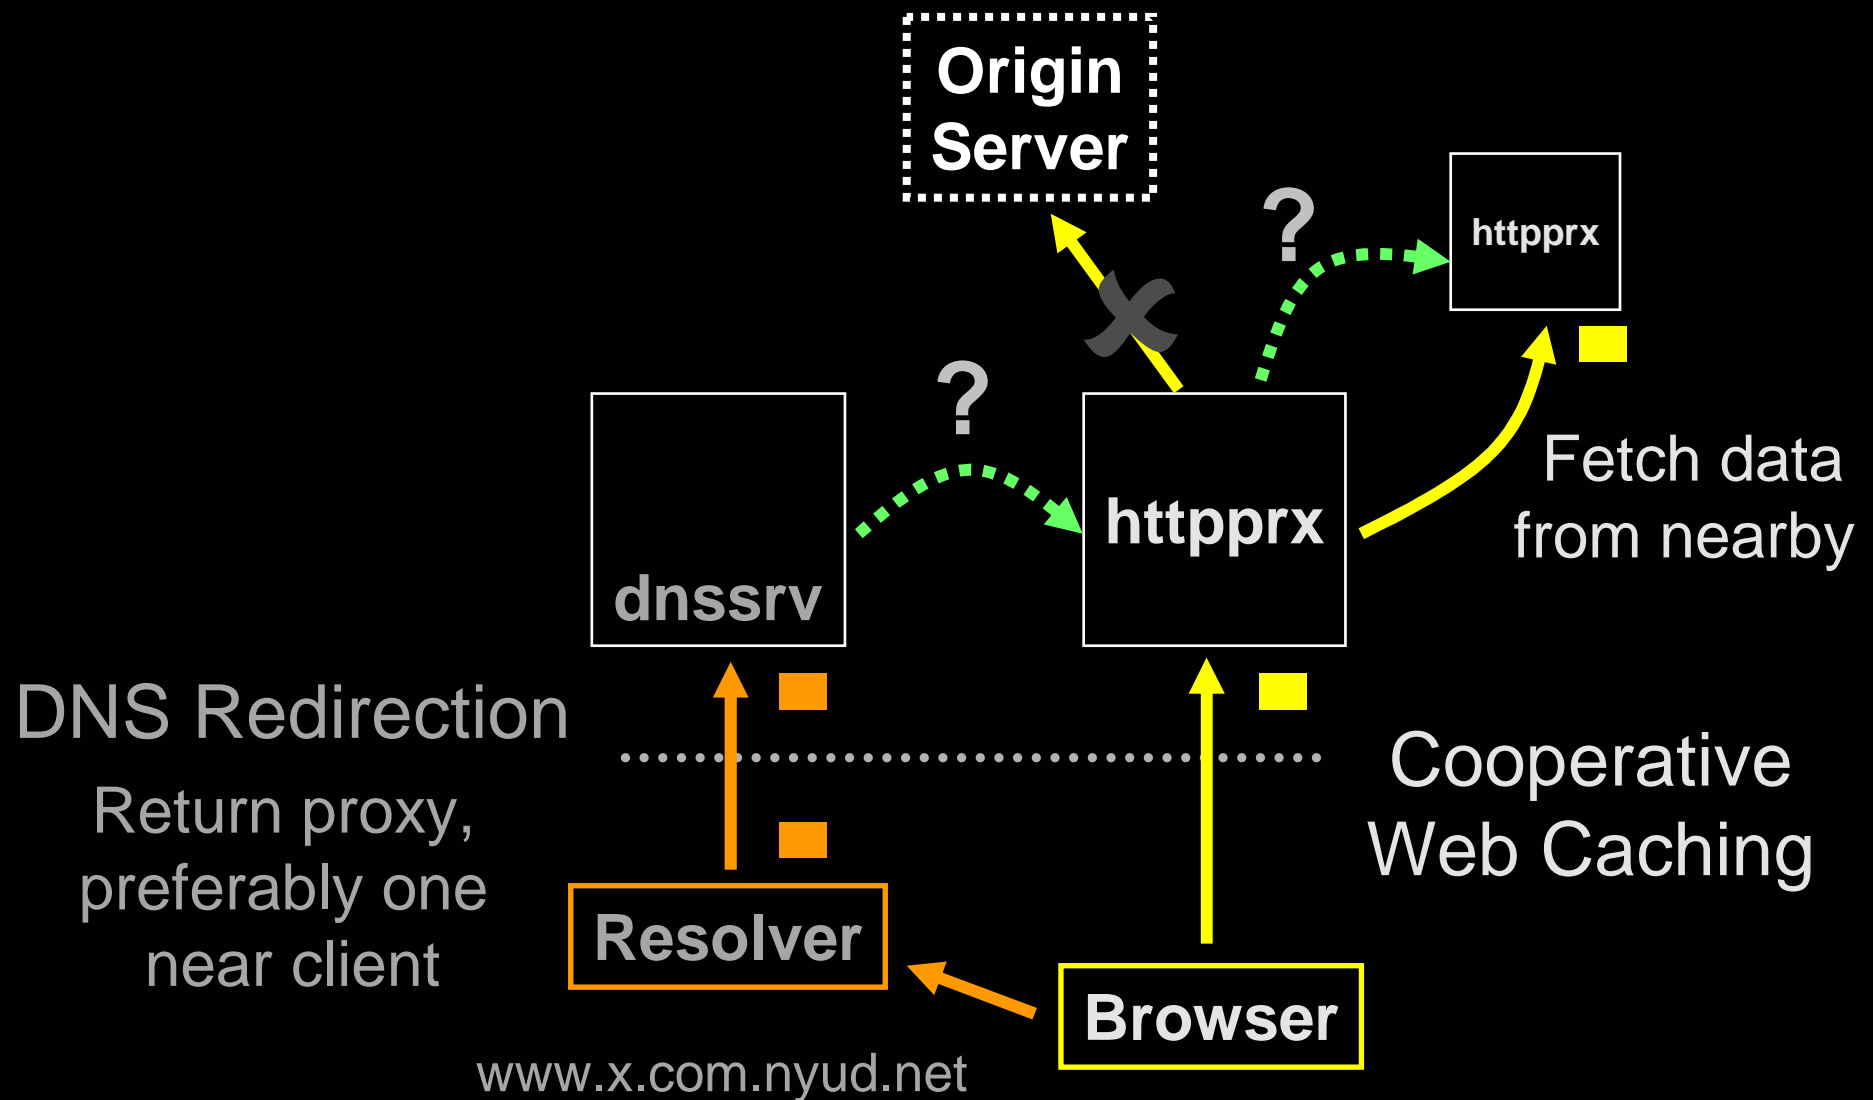 Origin
Server
?
httpprx
?
Fetch data
from nearby
httpprx
dnssrv
DNS Redirection
Return proxy,
preferably one
near client
Cooperative
Web Caching
Resolver
Browser
www.x.com.nyud.net